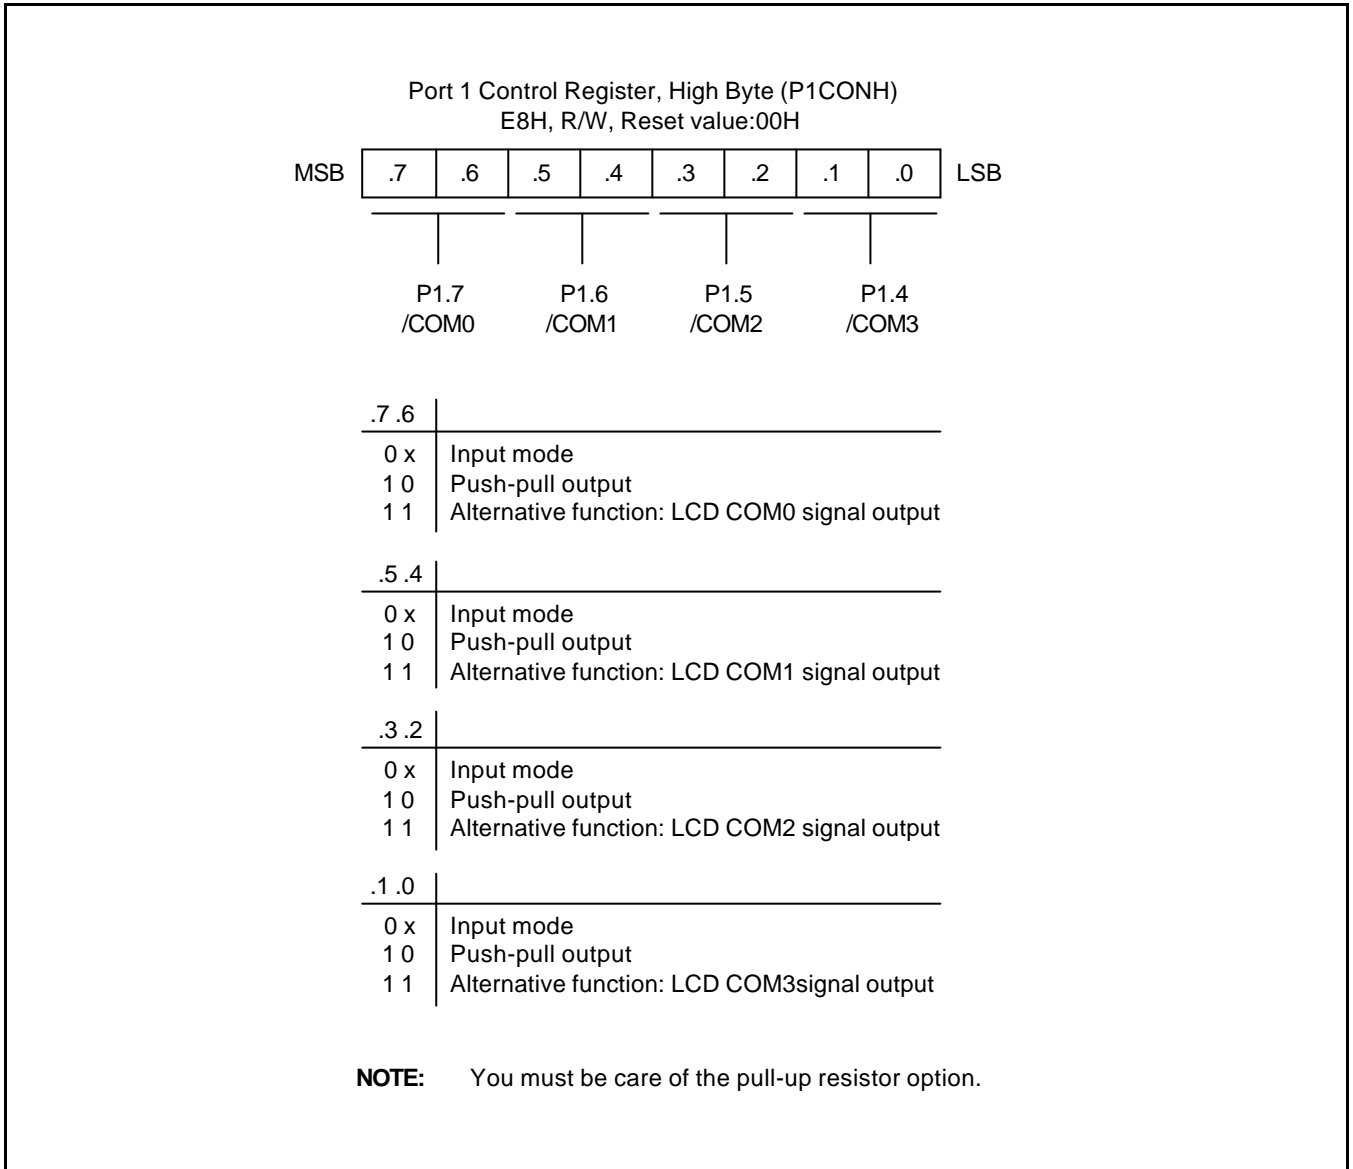 Port 1 Control Register, High Byte (P1CONH)
E8H, R/W, Reset value:00H
MSB .7 .6 .5 .4 .3 .2 .1 .0 LSB
P1.7 P1.6 P1.5 P1.4
/COM0 /COM1 /COM2 /COM3
.7 .6
0 x Input mode
1 0 Push-pull output
1 1 Alternative function: LCD COM0 signal output
.5 .4
0 x Input mode
1 0 Push-pull output
1 1 Alternative function: LCD COM1 signal output
.3 .2
0 x Input mode
1 0 Push-pull output
1 1 Alternative function: LCD COM2 signal output
.1 .0
0 x Input mode
1 0 Push-pull output
1 1 Alternative function: LCD COM3signal output
NOTE: You must be care of the pull-up resistor option.